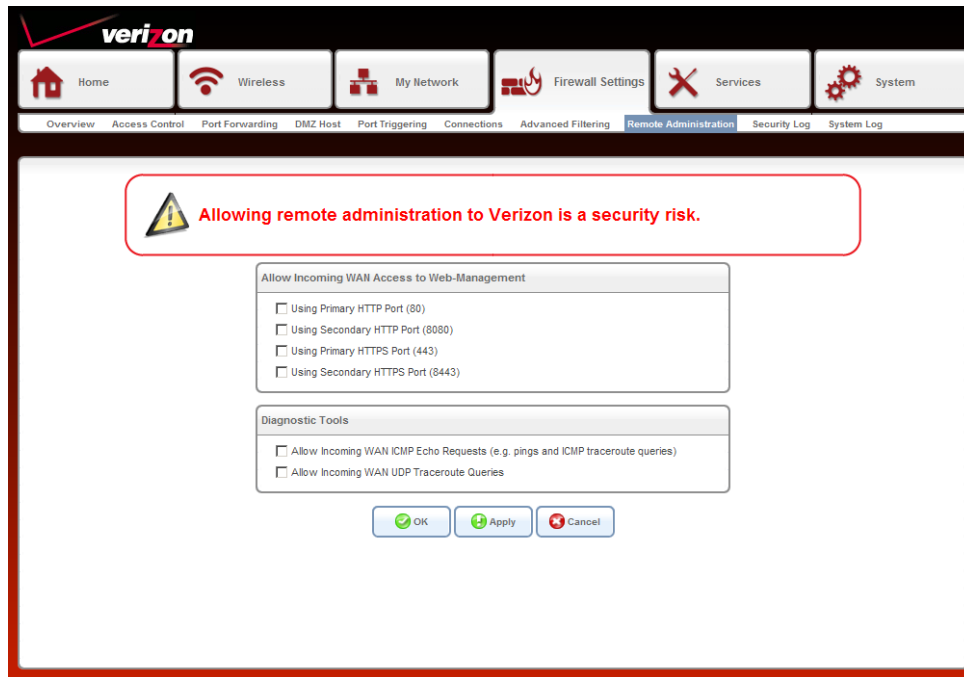 verizon
Home Wireless My Network Firewall Settings Services System
Overview Access Control Port Forwarding DMZ Host Port Triggering Connections Advanced Filtering Remote Administration Security Log System Log
Allowing remote administration to Verizon is a security risk.
Allow Incoming WAN Access to Web-Management
Using Primary HTTP Port (80)
Using Secondary HTTP Port (8080)
Using Primary HTTPS Port (443)
Using Secondary HTTPS Port (8443)
Diagnostic Tools
Allow Incoming WAN ICMP Echo Requests (e.g. pings and ICMP traceroute queries)
Allow Incoming WAN UDP Traceroute Queries
OK Apply Cancel